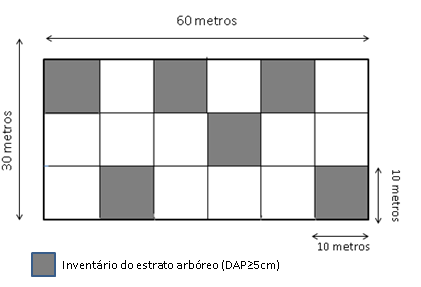 60 metros
30 metros
10 metros
10 metros
Inventário do estrato arbóreo (DAP≥5cm)